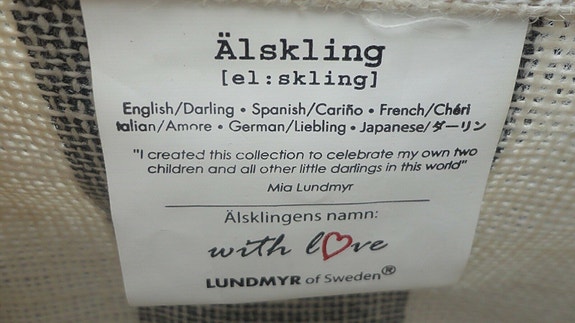 Älskling
[el:skling]
English/Darling • Spanish/Cariño • French/Chéri
Italian/Amore • German/Liebling • Japanese/ダーリン
"I created this collection to celebrate my own two
children and all other little darlings in this world"
Mia Lundmyr
Älsklingens namn:
with love
LUNDMYR of Sweden®